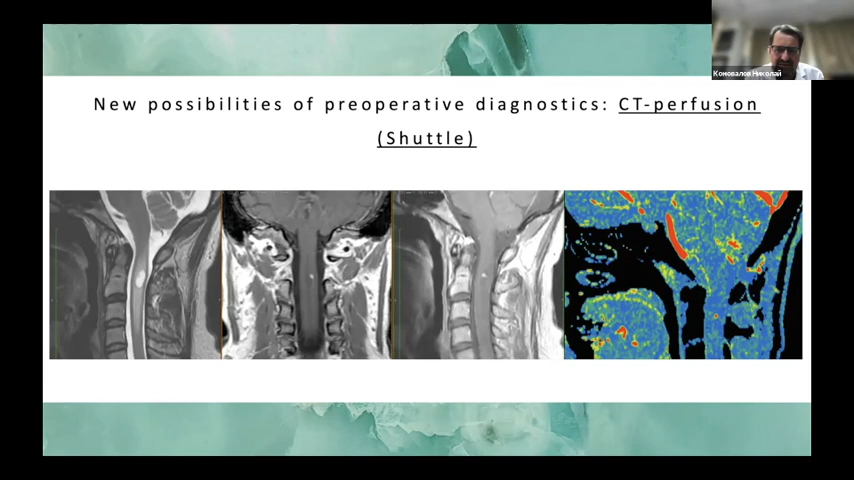 Коновалов Николай
New possibilities of preoperative diagnostics: CT-perfusion
(Shuttle)